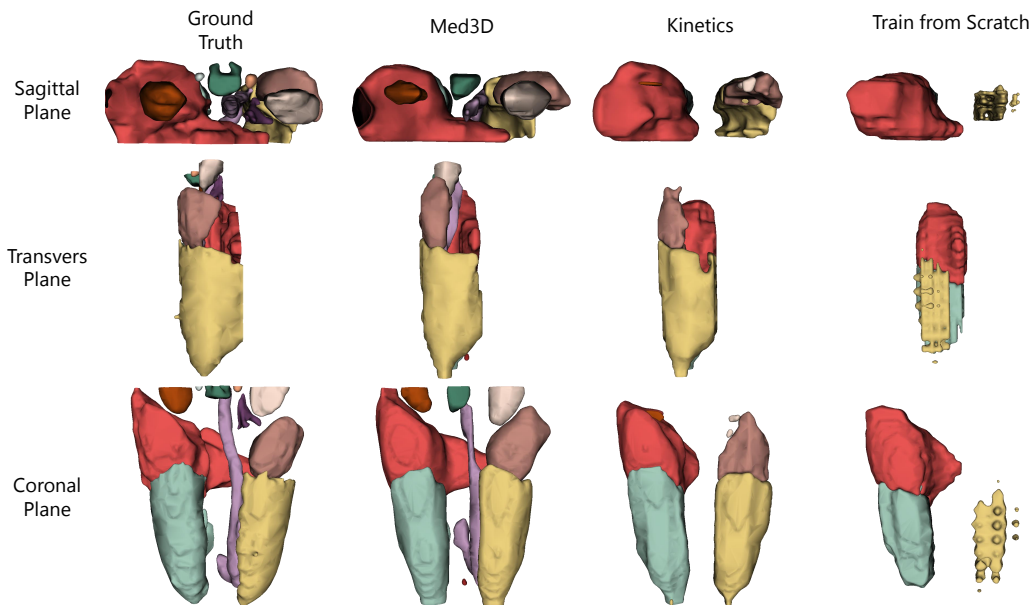 Ground
Truth
Med3D
Kinetics
Train from Scratch
Sagittal
Plane
Transvers
Plane
Coronal
Plane